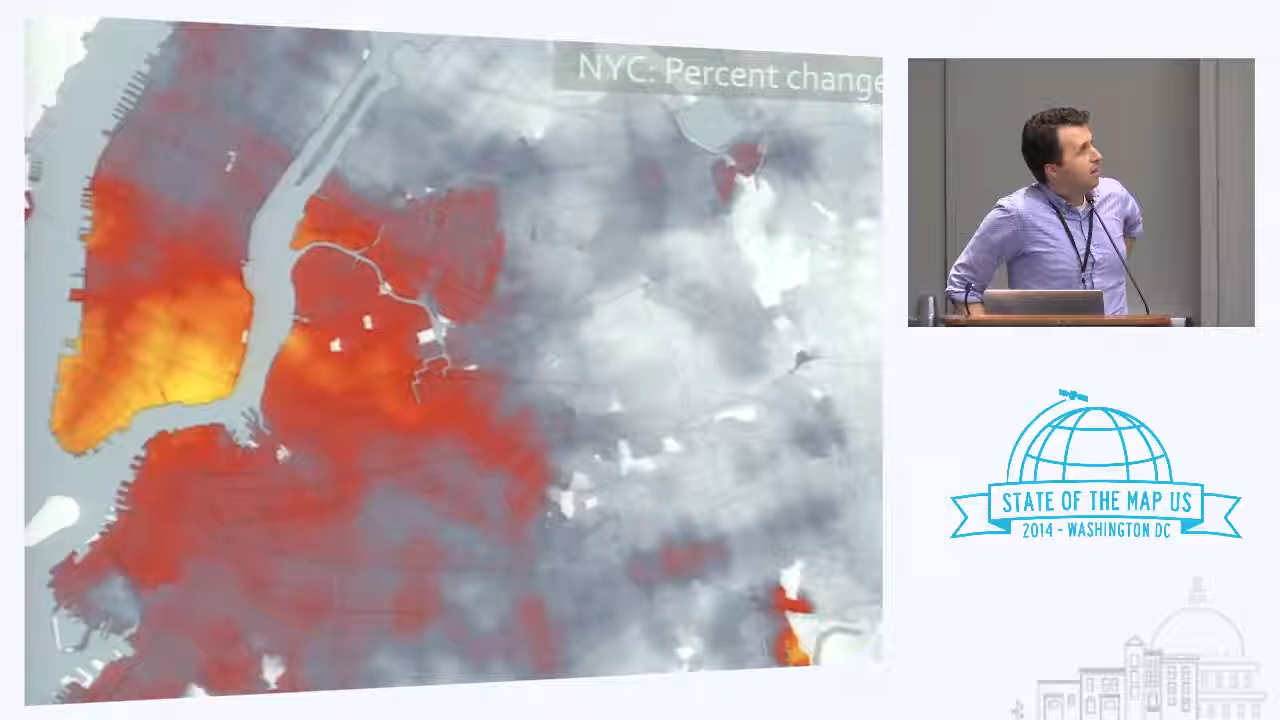 NYC: Percent change
STATE OF THE MAP US
2014 - WASHINGTON DC